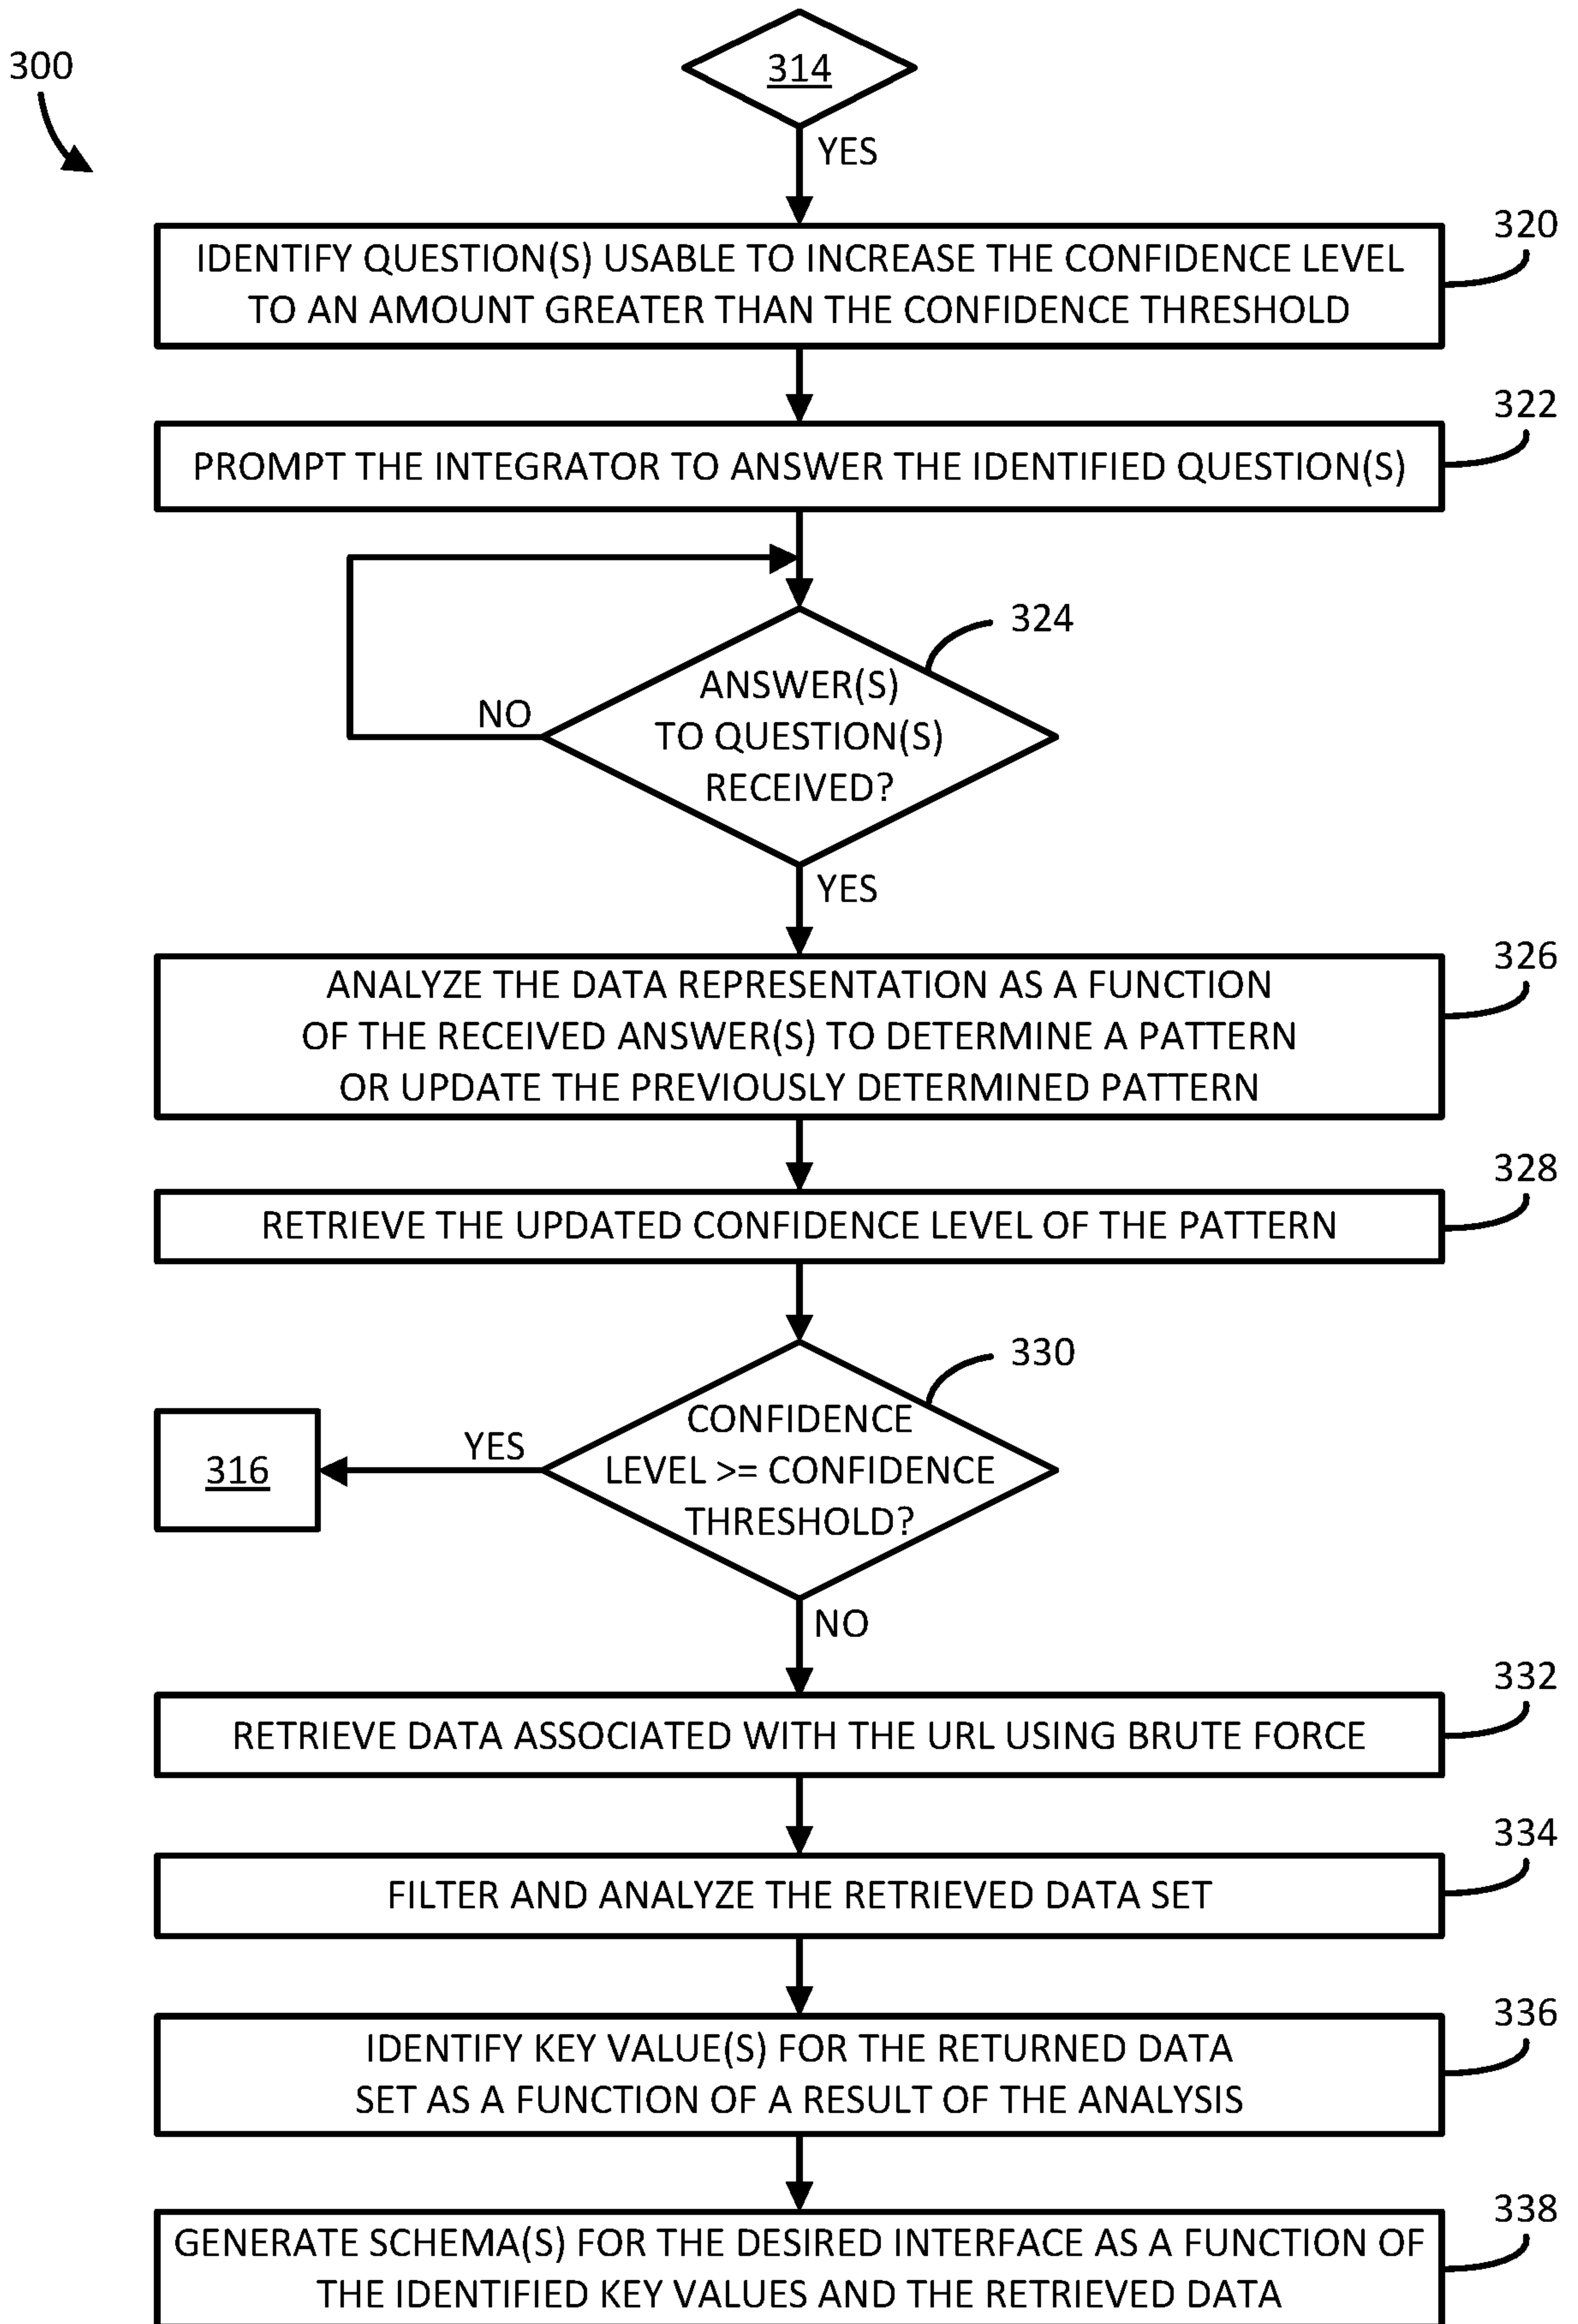 300
314
YES
320
IDENTIFY QUESTION(S) USABLE TO INCREASE THE CONFIDENCE LEVEL
TO AN AMOUNT GREATER THAN THE CONFIDENCE THRESHOLD
322
PROMPT THE INTEGRATOR TO ANSWER THE IDENTIFIED QUESTION(S)
324
ANSWER(S)
TO QUESTION(S)
RECEIVED?
NO
YES
326
ANALYZE THE DATA REPRESENTATION AS A FUNCTION
OF THE RECEIVED ANSWER(S) TO DETERMINE A PATTERN
OR UPDATE THE PREVIOUSLY DETERMINED PATTERN
328
RETRIEVE THE UPDATED CONFIDENCE LEVEL OF THE PATTERN
330
CONFIDENCE
LEVEL >= CONFIDENCE
THRESHOLD?
YES
316
NO
332
RETRIEVE DATA ASSOCIATED WITH THE URL USING BRUTE FORCE
334
FILTER AND ANALYZE THE RETRIEVED DATA SET
336
IDENTIFY KEY VALUE(S) FOR THE RETURNED DATA
SET AS A FUNCTION OF A RESULT OF THE ANALYSIS
338
GENERATE SCHEMA(S) FOR THE DESIRED INTERFACE AS A FUNCTION OF
THE IDENTIFIED KEY VALUES AND THE RETRIEVED DATA